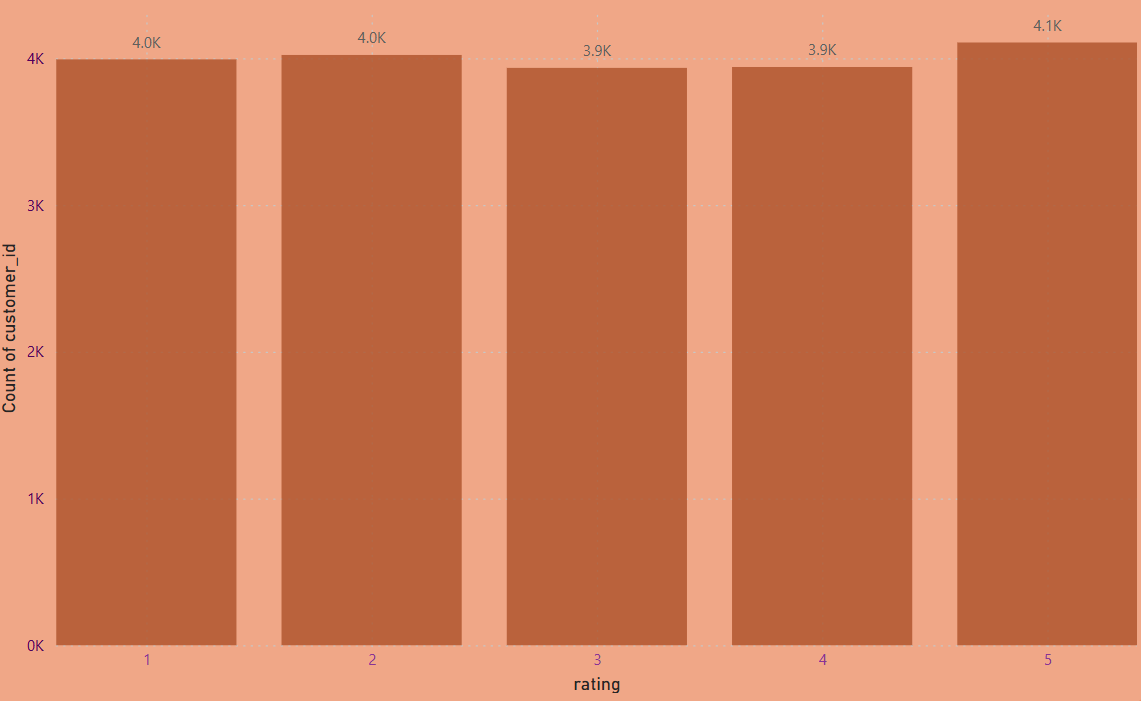 4.0K
4.0K
3.9K
3.9K
4.1K
4K
3K
2K
1K
0K
Count of customer_id
1
2
3
4
5
rating